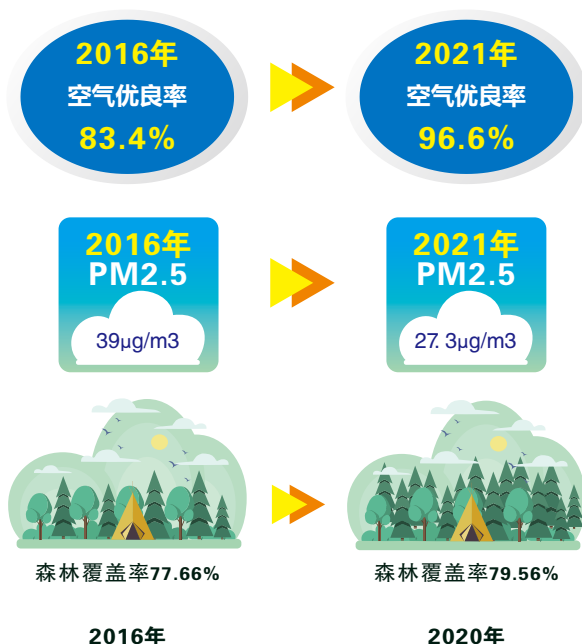 2016年
空气优良率
83.4%
2021年
空气优良率
96.6%
2016年
PM2.5
39μg/m3
2021年
PM2.5
27. 3μg/m3
森林覆盖率77.66%
森林覆盖率79.56%
2016年
2020年